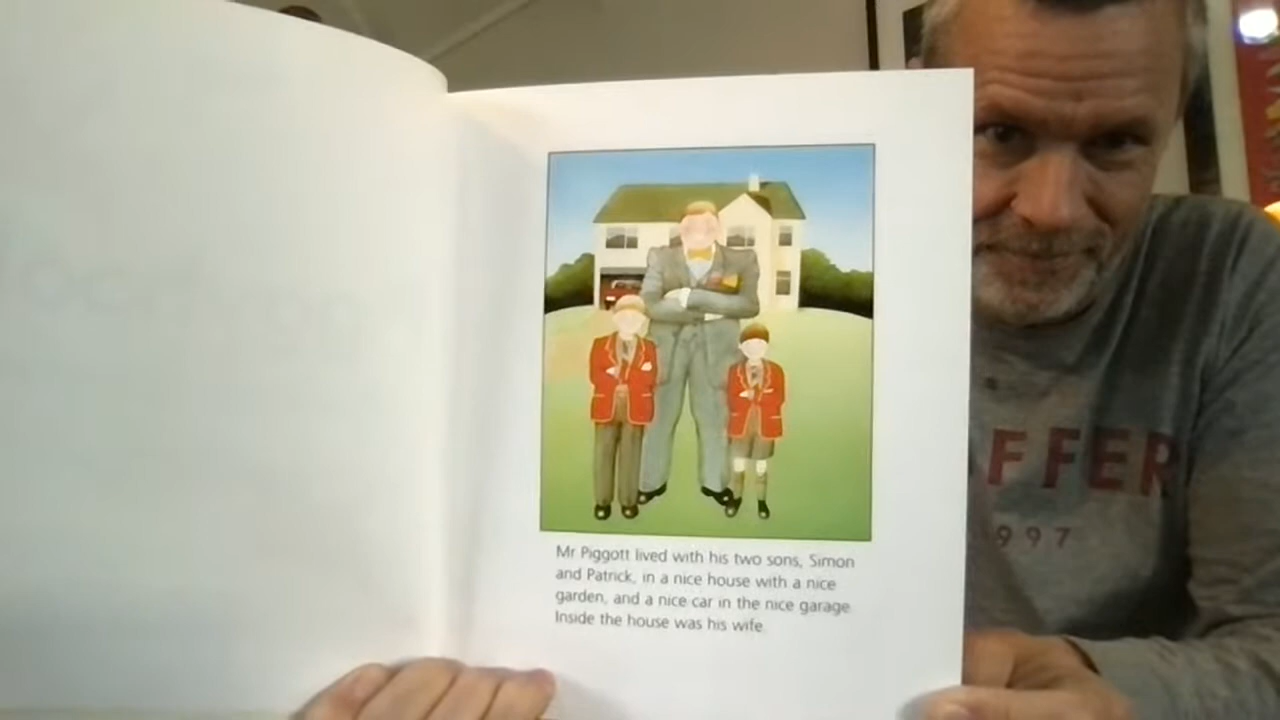 Mr Piggott lived with his two sons, Simon
and Patrick, in a nice house with a nice
garden, and a nice car in the nice garage.
Inside the house was his wife.
FFER
997